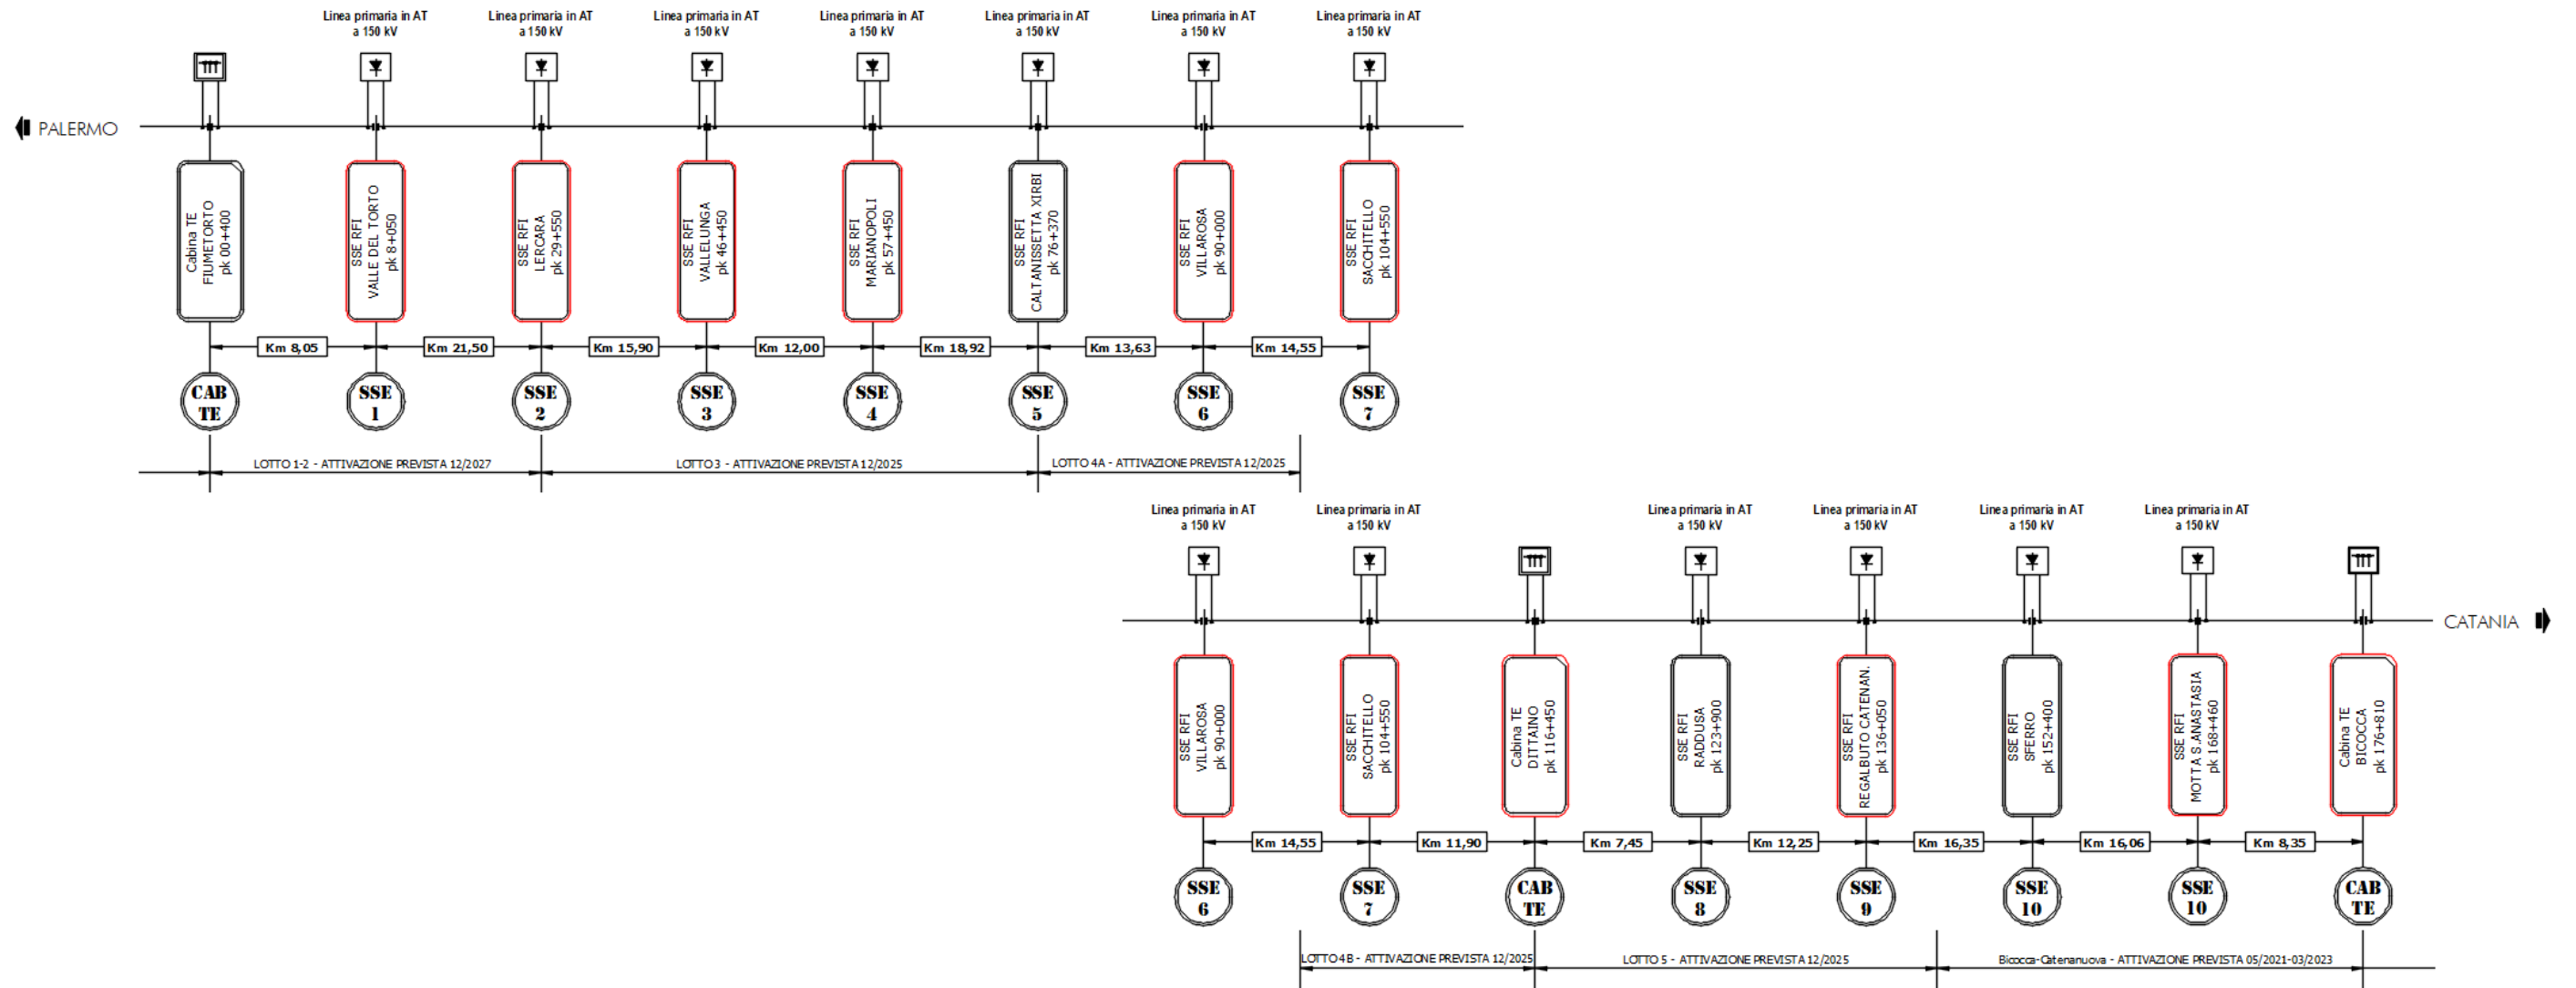 Linea primaria in AT
a 150 kV
Linea primaria in AT
a 150 kV
Linea primaria in AT
a 150 kV
Linea primaria in AT
a 150 kV
Linea primaria in AT
a 150 kV
Linea primaria in AT
a 150 kV
Linea primaria in AT
a 150 kV
PALERMO
Cabina TE
FIUMETORTO
pk 00+400
SSE RFI
VALLE DEL TORTO
pk 8+050
SSE RFI
LERCARA
pk 29+550
SSE RFI
VALLELUNGA
pk 46+450
SSE RFI
MARIANOPOLI
pk 57+450
SSE RFI
CALTANISSETTA XIRBI
pk 76+370
SSE RFI
VILLAROSA
pk 90+000
SSE RFI
SACCHITELLO
pk 104+550
Km 8,05
Km 21,50
Km 15,90
Km 12,00
Km 18,92
Km 13,63
Km 14,55
CAB
TE
SSE
1
SSE
2
SSE
3
SSE
4
SSE
5
SSE
6
SSE
7
LOTTO 1-2 - ATTIVAZIONE PREVISTA 12/2027
LOTTO 3 - ATTIVAZIONE PREVISTA 12/2025
LOTTO 4A - ATTIVAZIONE PREVISTA 12/2025
Linea primaria in AT
a 150 kV
Linea primaria in AT
a 150 kV
Linea primaria in AT
a 150 kV
Linea primaria in AT
a 150 kV
Linea primaria in AT
a 150 kV
Linea primaria in AT
a 150 kV
CATANIA
SSE RFI
VILLAROSA
pk 90+000
SSE RFI
SACCHITELLO
pk 104+550
Cabina TE
DITTAINO
pk 116+450
SSE RFI
RADDUSA
pk 123+900
SSE RFI
REGALBUTO CATENAN.
pk 136+050
SSE RFI
SFERRO
pk 152+400
SSE RFI
MOTTA S.ANASTASIA
pk 168+460
Cabina TE
BICOCCA
pk 176+810
Km 14,55
Km 11,90
Km 7,45
Km 12,25
Km 16,35
Km 16,06
Km 8,35
SSE
6
SSE
7
CAB
TE
SSE
8
SSE
9
SSE
10
SSE
10
CAB
TE
LOTTO 4B - ATTIVAZIONE PREVISTA 12/2025
LOTTO 5 - ATTIVAZIONE PREVISTA 12/2025
Bicocca-Catenanuova - ATTIVAZIONE PREVISTA 05/2021-03/2023